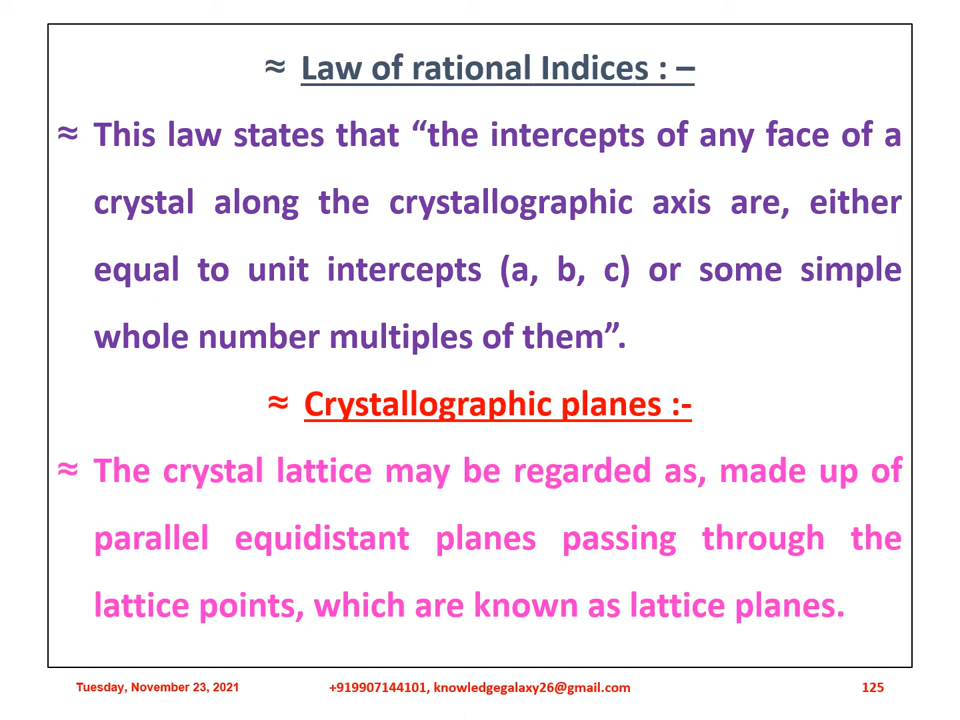 ≈ Law of rational Indices : –
≈ This law states that “the intercepts of any face of a
crystal along the crystallographic axis are, either
equal to unit intercepts (a, b, c) or some simple
whole number multiples of them”.
≈ Crystallographic planes :-
≈ The crystal lattice may be regarded as, made up of
parallel equidistant planes passing through the
lattice points, which are known as lattice planes.
Tuesday, November 23, 2021 +919907144101, knowledgegalaxy26@gmail.com 125